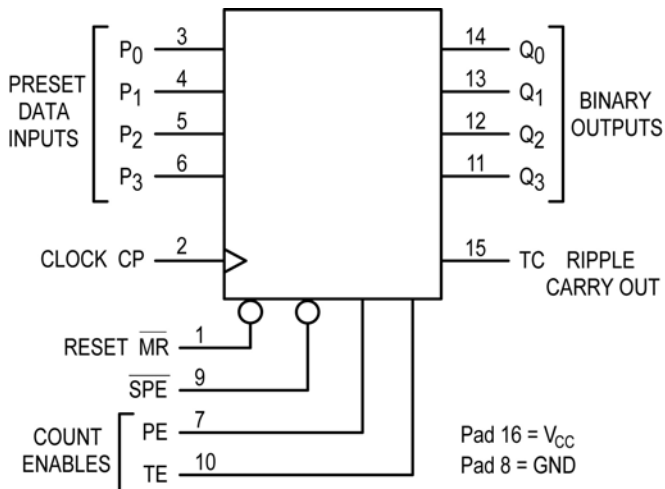 PRESET
DATA
INPUTS
P0 3
P1 4
P2 5
P3 6
14 Q0
13 Q1
12 Q2
11 Q3
BINARY
OUTPUTS
CLOCK CP 2
15 TC RIPPLE
CARRY OUT
RESET M̅R̅ 1
S̅P̅E̅ 9
COUNT
ENABLES
PE 7
TE 10
Pad 16 = VCC
Pad 8 = GND